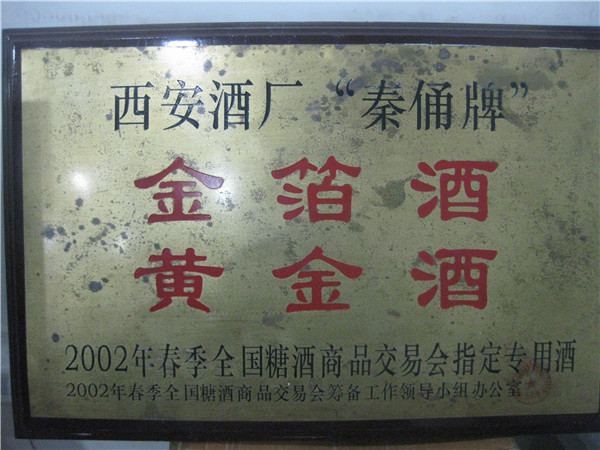 西安酒厂“秦俑牌”
金箔酒
黄金酒
2002年春季全国糖酒商品交易会指定专用酒
2002年春季全国糖酒商品交易会筹备工作领导小组办公室